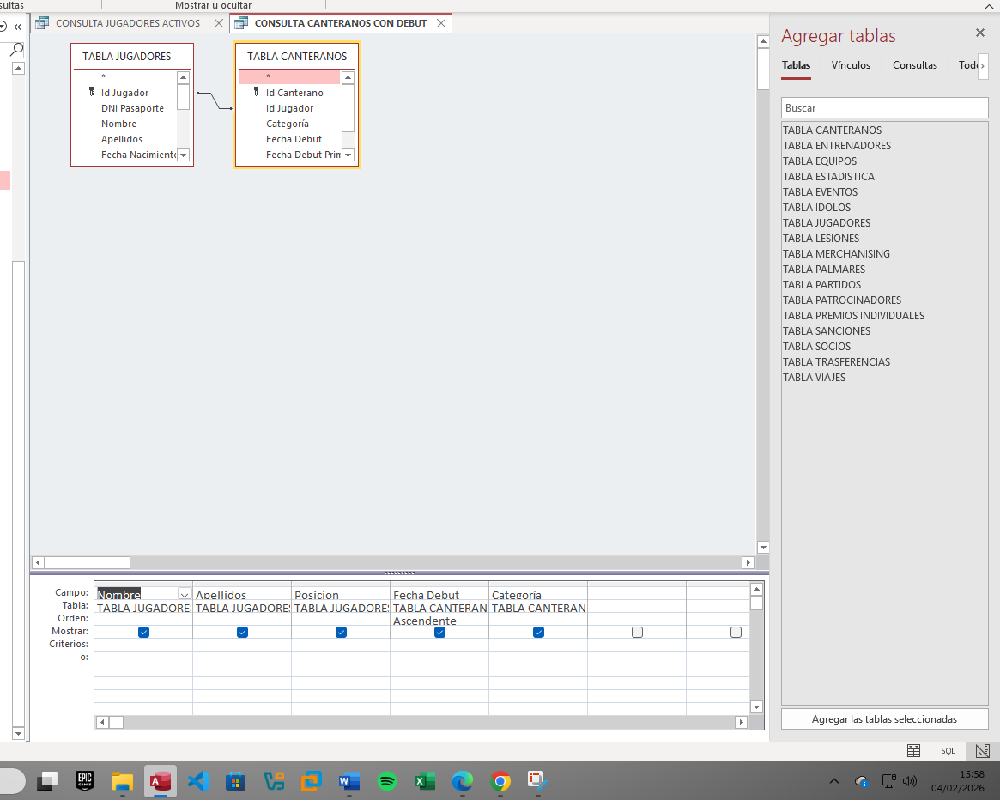 sultas
Mostrar u ocultar
«
CONSULTA JUGADORES ACTIVOS
CONSULTA CANTERANOS CON DEBUT
TABLA JUGADORES
*
Id Jugador
DNI Pasaporte
Nombre
Apellidos
Fecha Nacimiento
TABLA CANTERANOS
*
Id Canterano
Id Jugador
Categoría
Fecha Debut
Fecha Debut Prim
Agregar tablas
Tablas Vínculos Consultas Tod
Buscar
TABLA CANTERANOS
TABLA ENTRENADORES
TABLA EQUIPOS
TABLA ESTADISTICA
TABLA EVENTOS
TABLA IDOLOS
TABLA JUGADORES
TABLA LESIONES
TABLA MERCHANISING
TABLA PALMARES
TABLA PARTIDOS
TABLA PATROCINADORES
TABLA PREMIOS INDIVIDUALES
TABLA SANCIONES
TABLA SOCIOS
TABLA TRASFERENCIAS
TABLA VIAJES
Agregar las tablas seleccionadas
Campo: Nombre Apellidos Posicion Fecha Debut Categoría
Tabla: TABLA JUGADORES TABLA JUGADORES TABLA JUGADORES TABLA CANTERAN TABLA CANTERAN
Orden: Ascendente
Mostrar:
Criterios:
o:
SQL
EPIC
GAMES
15:58
04/02/2026